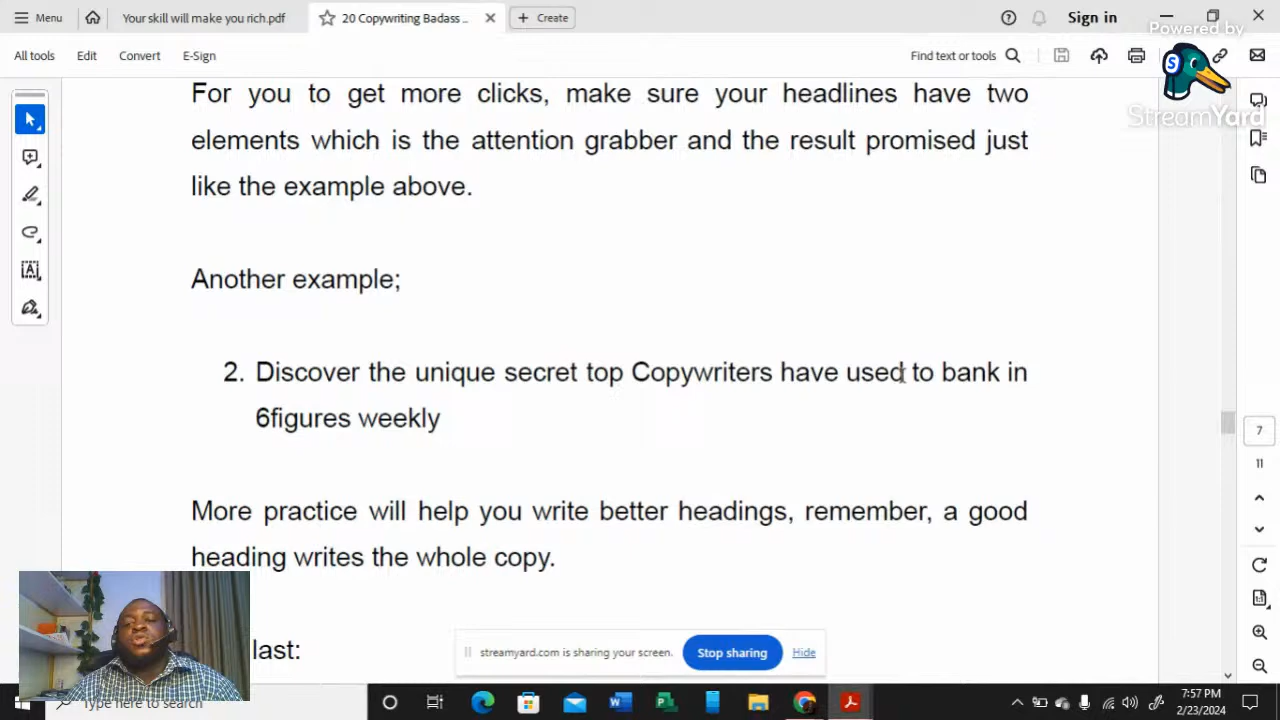 Menu
Your skill will make you rich.pdf
20 Copywriting Badass ..
Create
Sign in
Powered by
All tools
Edit
Convert
E-Sign
Find text or tools
StreamYard
For you to get more clicks, make sure your headlines have two
elements which is the attention grabber and the result promised just
like the example above.
Another example;
2. Discover the unique secret top Copywriters have used to bank in
6figures weekly
More practice will help you write better headings, remember, a good
heading writes the whole copy.
last:
7
11
streamyard.com is sharing your screen.
Stop sharing
Hide
Type here to search
7:57 PM
2/23/2024